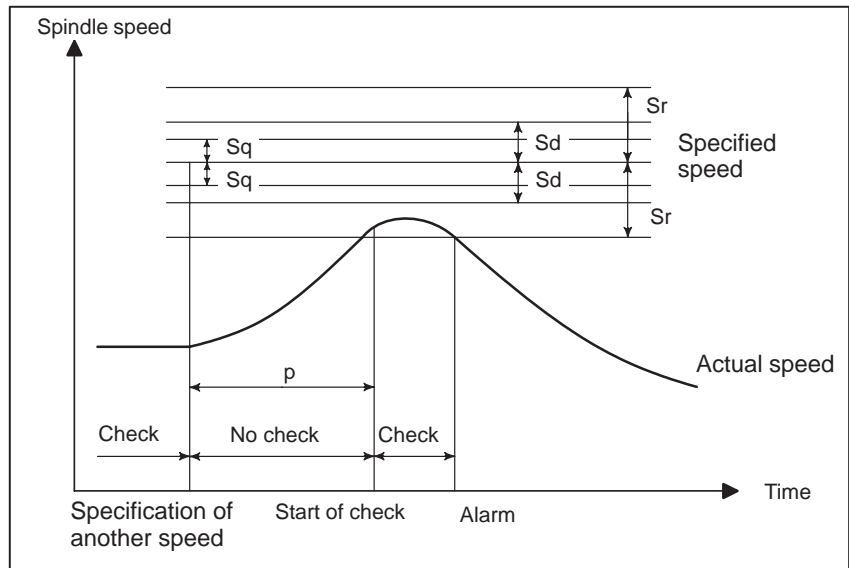 Spindle speed
Sr
Sq
Sd
Specified
speed
Sq
Sd
Sr
Actual speed
p
Check
No check
Check
Time
Specification of
another speed
Start of check
Alarm